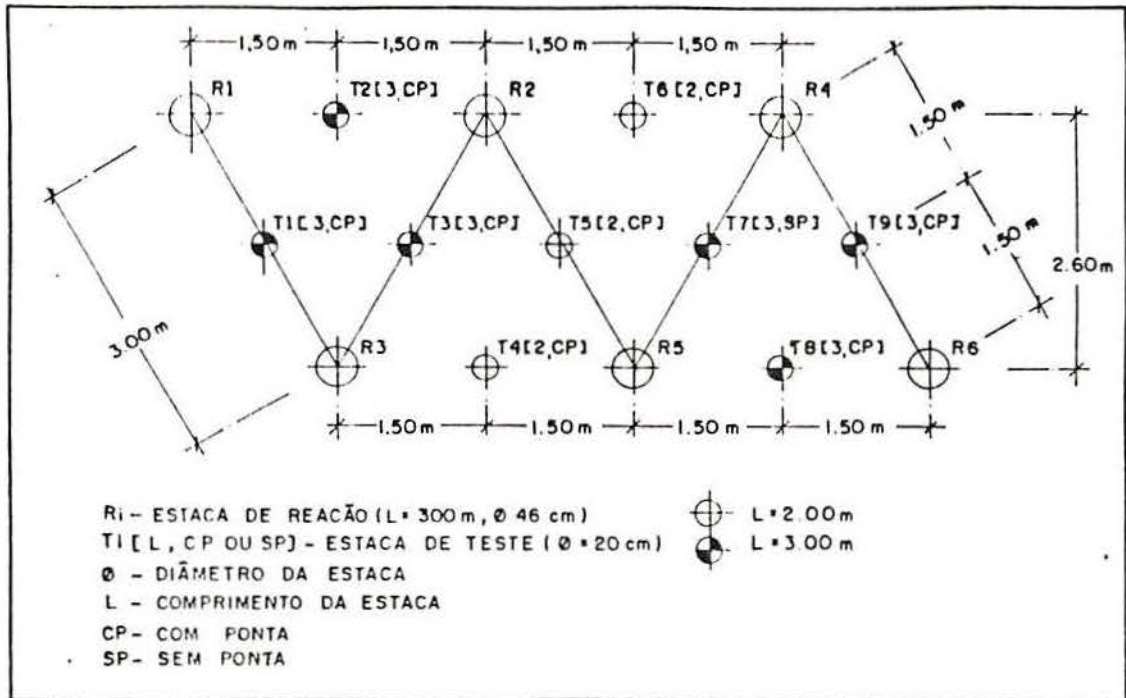 1,50 m 1,50 m 1,50 m 1,50 m
R1 T2[3,CP] R2 T6[2,CP] R4
1.50 m
T1[3,CP] T3[3,CP] T5[2,CP] T7[3,SP] T9[3,CP]
1.50 m
2.60 m
3.00 m
R3 T4[2,CP] R5 T8[3,CP] R6
1.50 m 1.50 m 1.50 m 1.50 m
Ri - ESTACA DE REACÃO (L= 300 m, Ø 46 cm)
L = 2.00 m
Ti [ L , CP OU SP] - ESTACA DE TESTE ( Ø = 20 cm)
L = 3.00 m
Ø - DIÂMETRO DA ESTACA
L - COMPRIMENTO DA ESTACA
CP - COM PONTA
SP - SEM PONTA